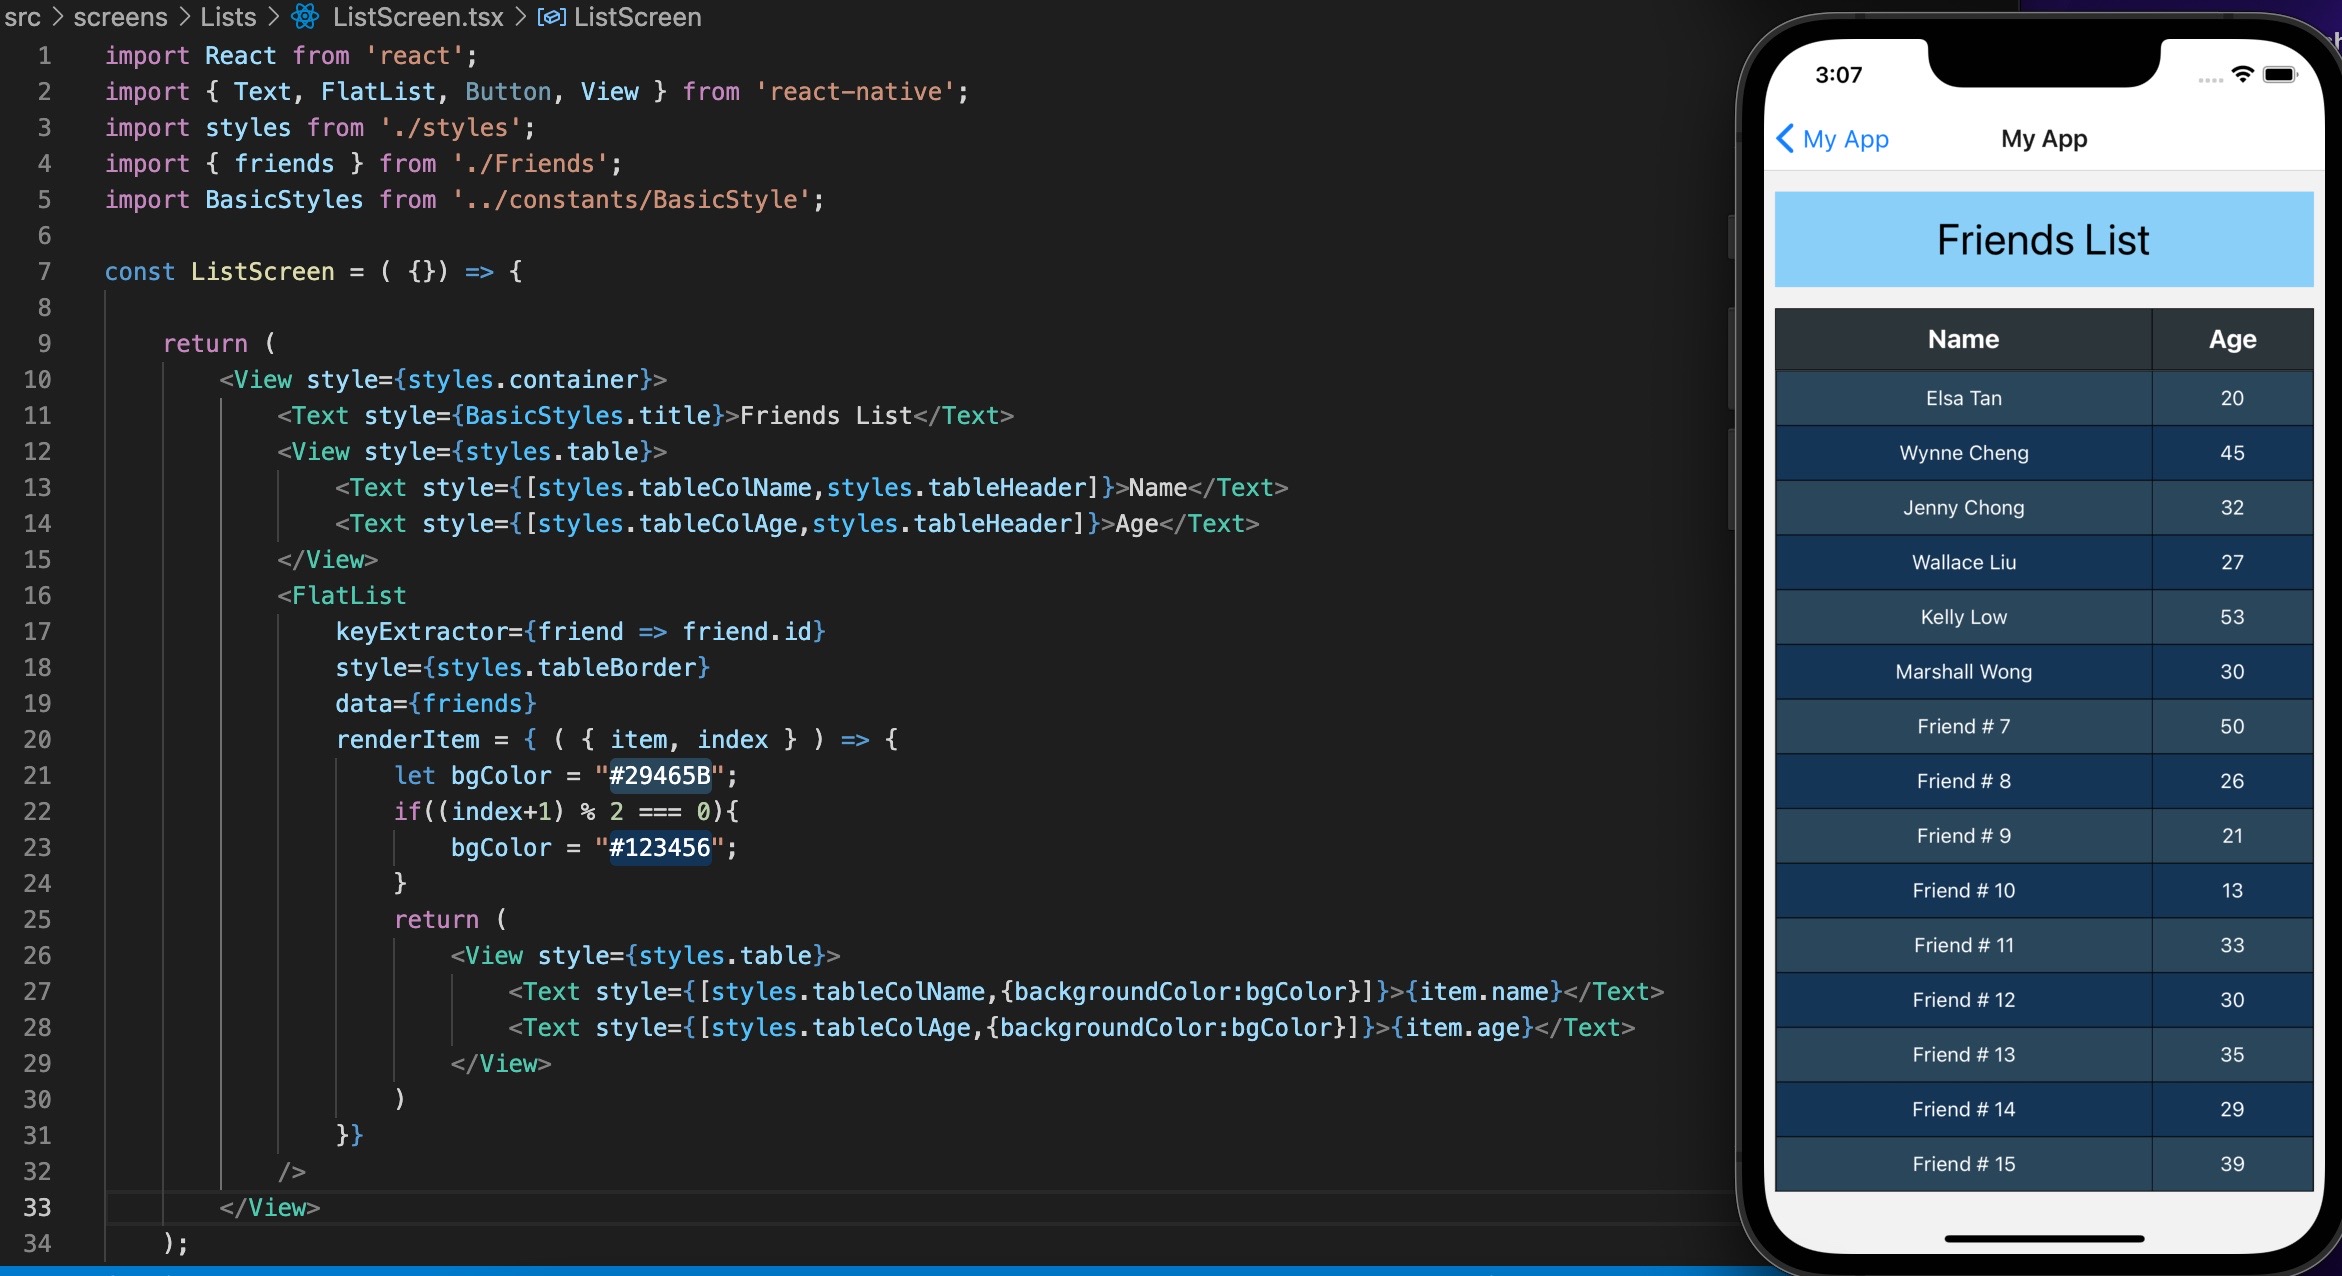 src > screens > Lists > ListScreen.tsx > ListScreen
1 import React from 'react';
2 import { Text, FlatList, Button, View } from 'react-native';
3 import styles from './styles';
4 import { friends } from './Friends';
5 import BasicStyles from '../constants/BasicStyle';
6
7 const ListScreen = ( {}) => {
8
9     return (
10         <View style={styles.container}>
11             <Text style={BasicStyles.title}>Friends List</Text>
12             <View style={styles.table}>
13                 <Text style={[styles.tableColName,styles.tableHeader]}>Name</Text>
14                 <Text style={[styles.tableColAge,styles.tableHeader]}>Age</Text>
15             </View>
16             <FlatList
17                 keyExtractor={friend => friend.id}
18                 style={styles.tableBorder}
19                 data={friends}
20                 renderItem = { ( { item, index } ) => {
21                     let bgColor = "#29465B";
22                     if((index+1) % 2 === 0){
23                         bgColor = "#123456";
24                     }
25                     return (
26                         <View style={styles.table}>
27                             <Text style={[styles.tableColName,{backgroundColor:bgColor}]}>{item.name}</Text>
28                             <Text style={[styles.tableColAge,{backgroundColor:bgColor}]}>{item.age}</Text>
29                         </View>
30                     )
31                 }}
32             />
33         </View>
34     );
3:07
My App My App
Friends List
Name Age
Elsa Tan 20
Wynne Cheng 45
Jenny Chong 32
Wallace Liu 27
Kelly Low 53
Marshall Wong 30
Friend # 7 50
Friend # 8 26
Friend # 9 21
Friend # 10 13
Friend # 11 33
Friend # 12 30
Friend # 13 35
Friend # 14 29
Friend # 15 39